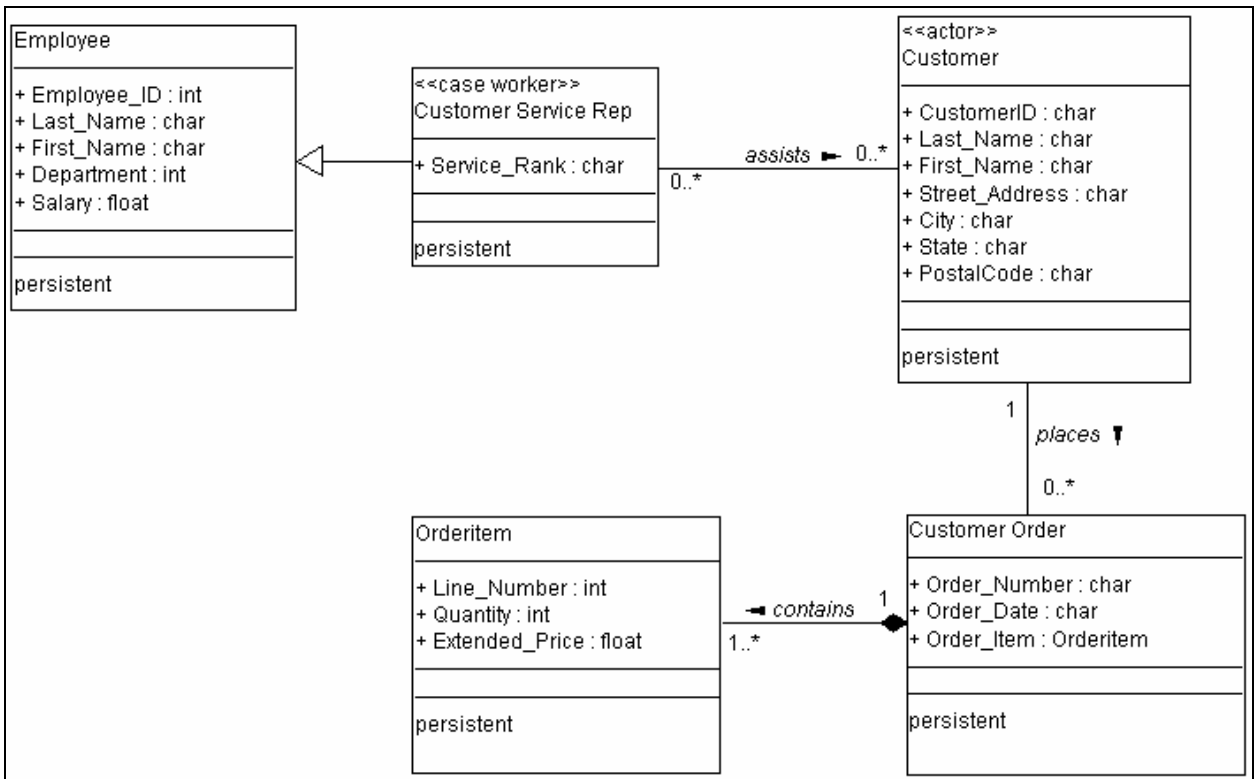 Employee
+ Employee_ID : int
+ Last_Name : char
+ First_Name : char
+ Department : int
+ Salary : float
persistent
<<case worker>>
Customer Service Rep
+ Service_Rank : char
persistent
assists
0..*
0..*
<<actor>>
Customer
+ CustomerID : char
+ Last_Name : char
+ First_Name : char
+ Street_Address : char
+ City : char
+ State : char
+ PostalCode : char
persistent
1
places
0..*
Orderitem
+ Line_Number : int
+ Quantity : int
+ Extended_Price : float
persistent
contains
1
1..*
Customer Order
+ Order_Number : char
+ Order_Date : char
+ Order_Item : Orderitem
persistent